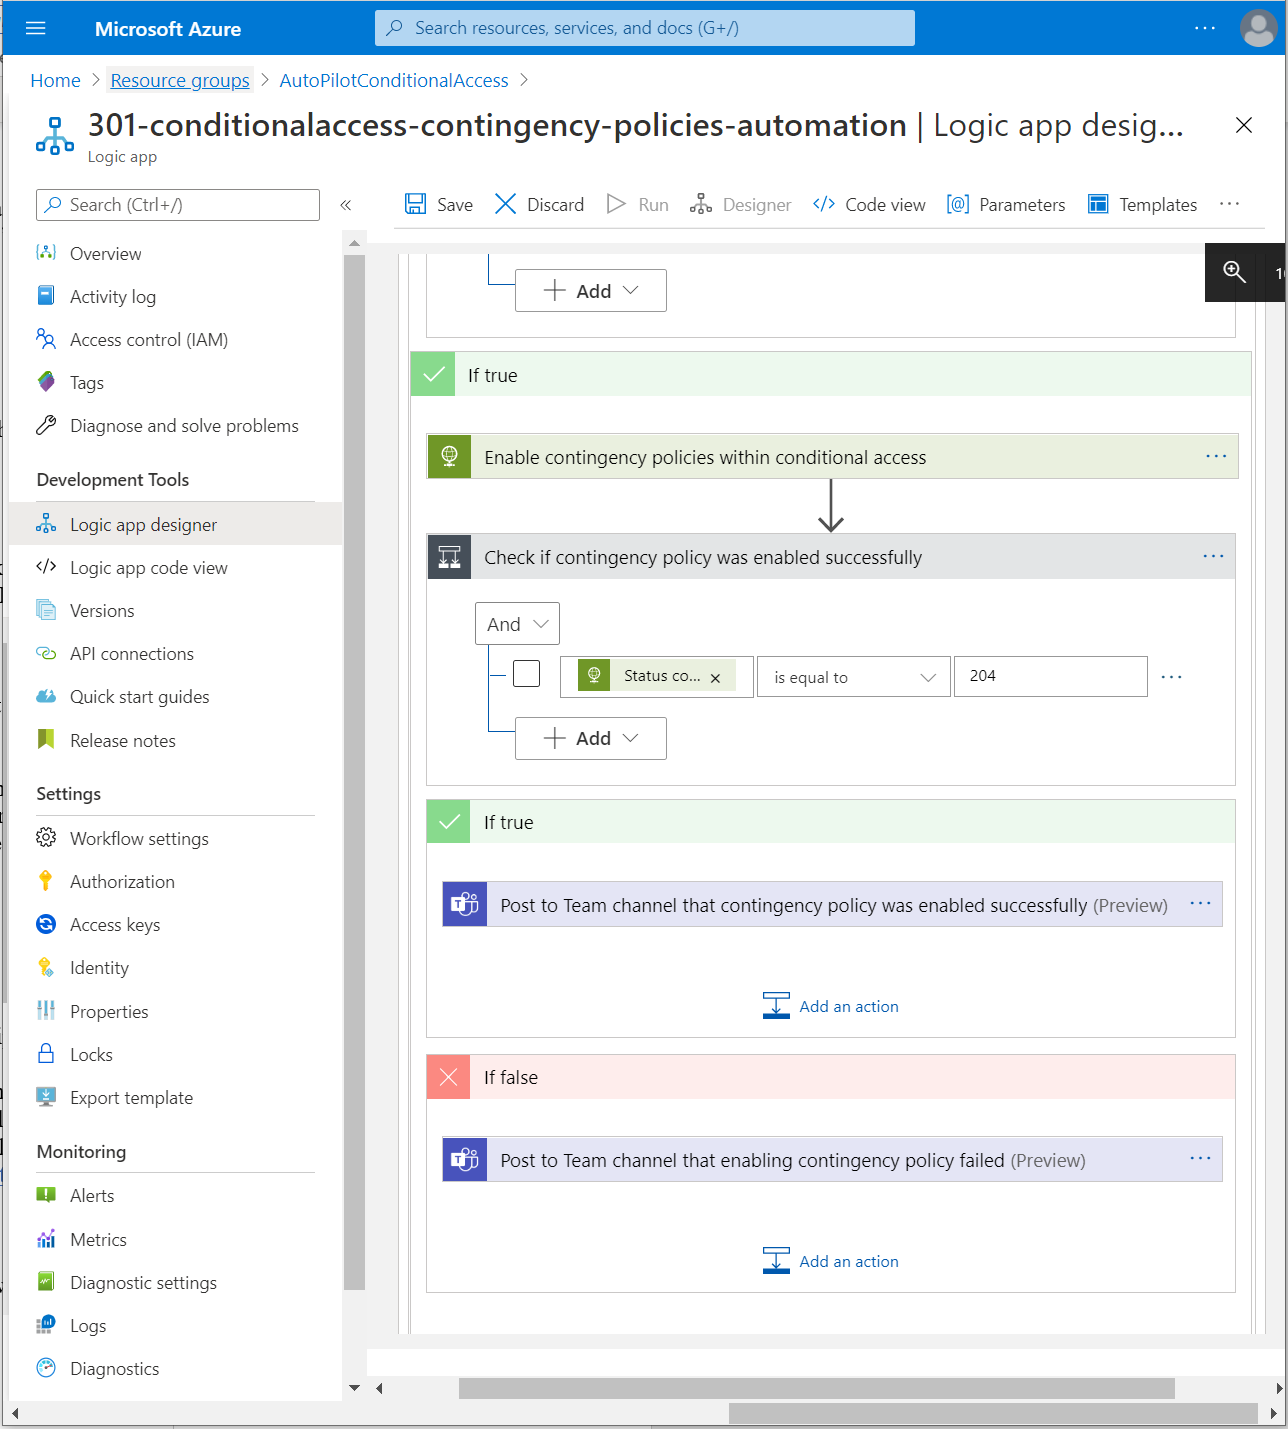 Microsoft Azure
Search resources, services, and docs (G+/)
...
Home > Resource groups > AutoPilotConditionalAccess >
301-conditionalaccess-contingency-policies-automation | Logic app desig...
Logic app
Search (Ctrl+/)
«
Save
Discard
Run
Designer
</> Code view
[@] Parameters
Templates
...
Overview
Activity log
Access control (IAM)
Tags
Diagnose and solve problems
Development Tools
Logic app designer
</> Logic app code view
Versions
API connections
Quick start guides
Release notes
Settings
Workflow settings
Authorization
Access keys
Identity
Properties
Locks
Export template
Monitoring
Alerts
Metrics
Diagnostic settings
Logs
Diagnostics
Add
If true
Enable contingency policies within conditional access ...
Check if contingency policy was enabled successfully ...
And
Status co... × is equal to 204 ...
Add
If true
Post to Team channel that contingency policy was enabled successfully (Preview) ...
Add an action
If false
Post to Team channel that enabling contingency policy failed (Preview) ...
Add an action